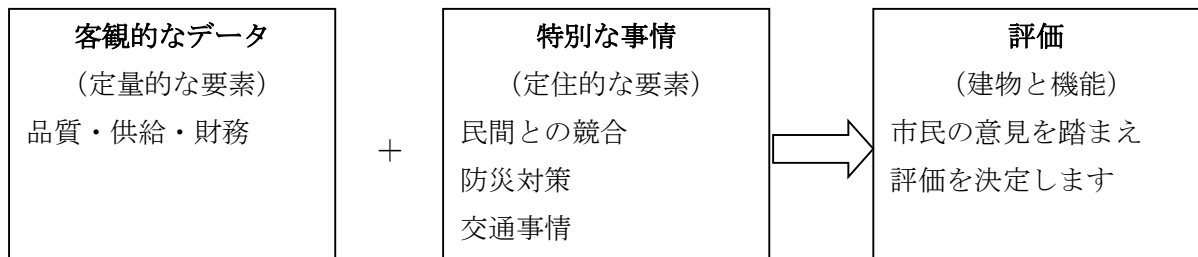 客観的なデータ
（定量的な要素）
品質・供給・財務
＋
特別な事情
（定住的な要素）
民間との競合
防災対策
交通事情
評価
（建物と機能）
市民の意見を踏まえ
評価を決定します